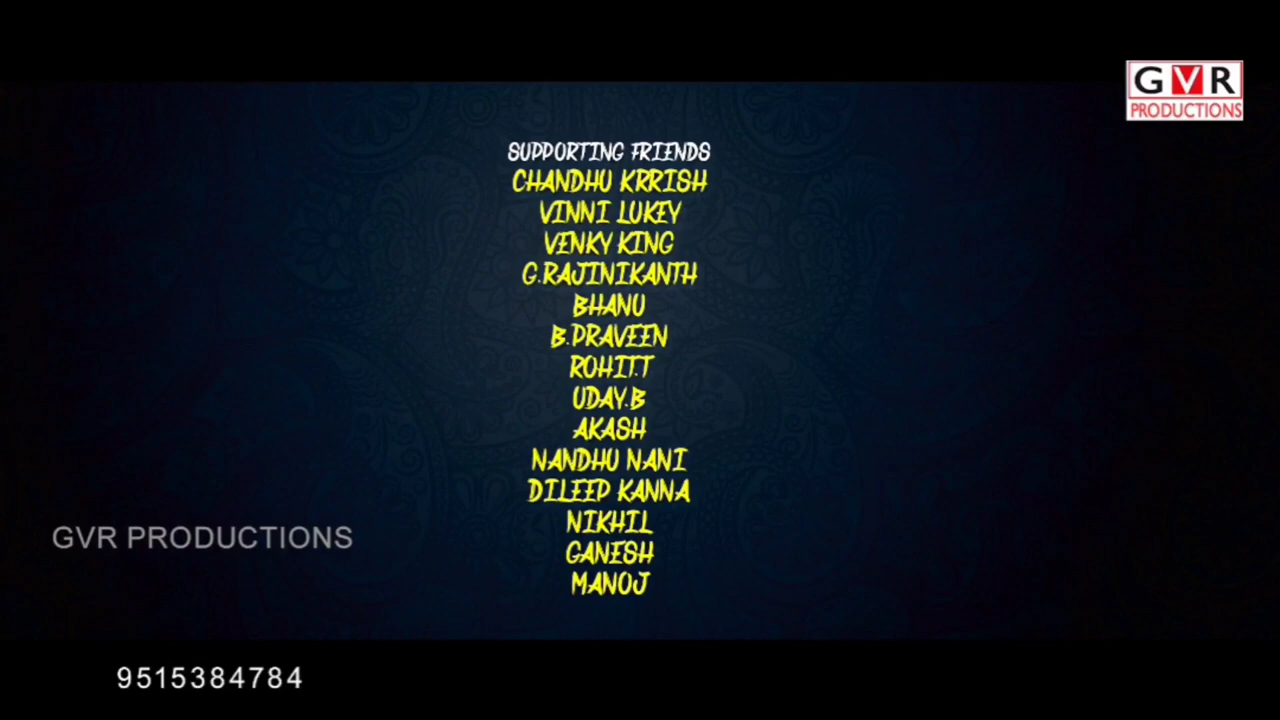 GVR
PRODUCTIONS
SUPPORTING FRIENDS
CHANDHU KRRISH
VINNI LUKEY
VENKY KING
G.RAJINIKANTH
BHANU
B.PRAVEEN
ROHIT.T
UDAY.B
AKASH
NANDHU NANI
DILEEP KANNA
NIKHIL
GANESH
MANOJ
GVR PRODUCTIONS
9515384784